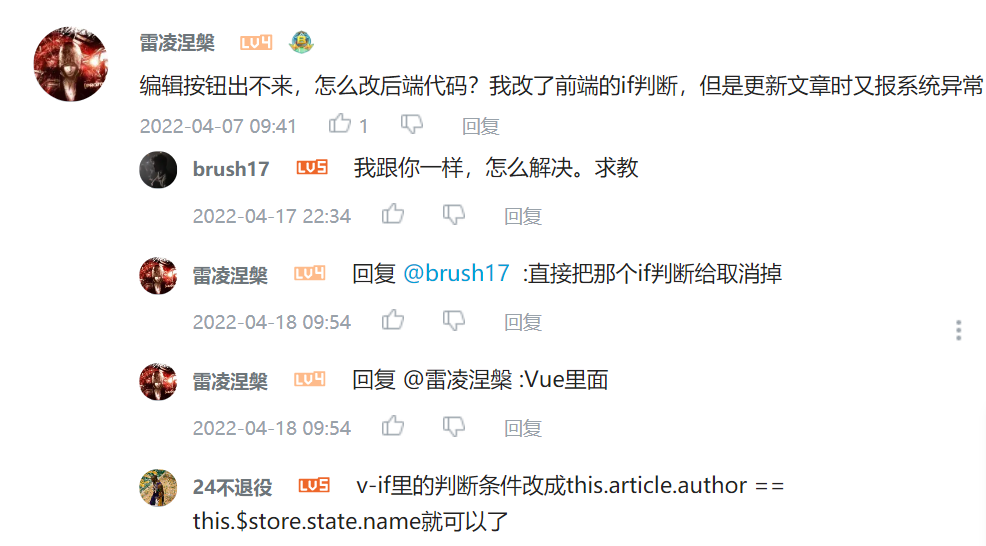 雷凌涅槃 LV4
编辑按钮出不来，怎么改后端代码？我改了前端的if判断，但是更新文章时又报系统异常
2022-04-07 09:41 1 回复
brush17 LV5 我跟你一样，怎么解决。求教
2022-04-17 22:34 回复
雷凌涅槃 LV4 回复 @brush17 :直接把那个if判断给取消掉
2022-04-18 09:54 回复
雷凌涅槃 LV4 回复 @雷凌涅槃 :Vue里面
2022-04-18 09:54 回复
24不退役 LV5 v-if里的判断条件改成this.article.author ==
this.$store.state.name就可以了